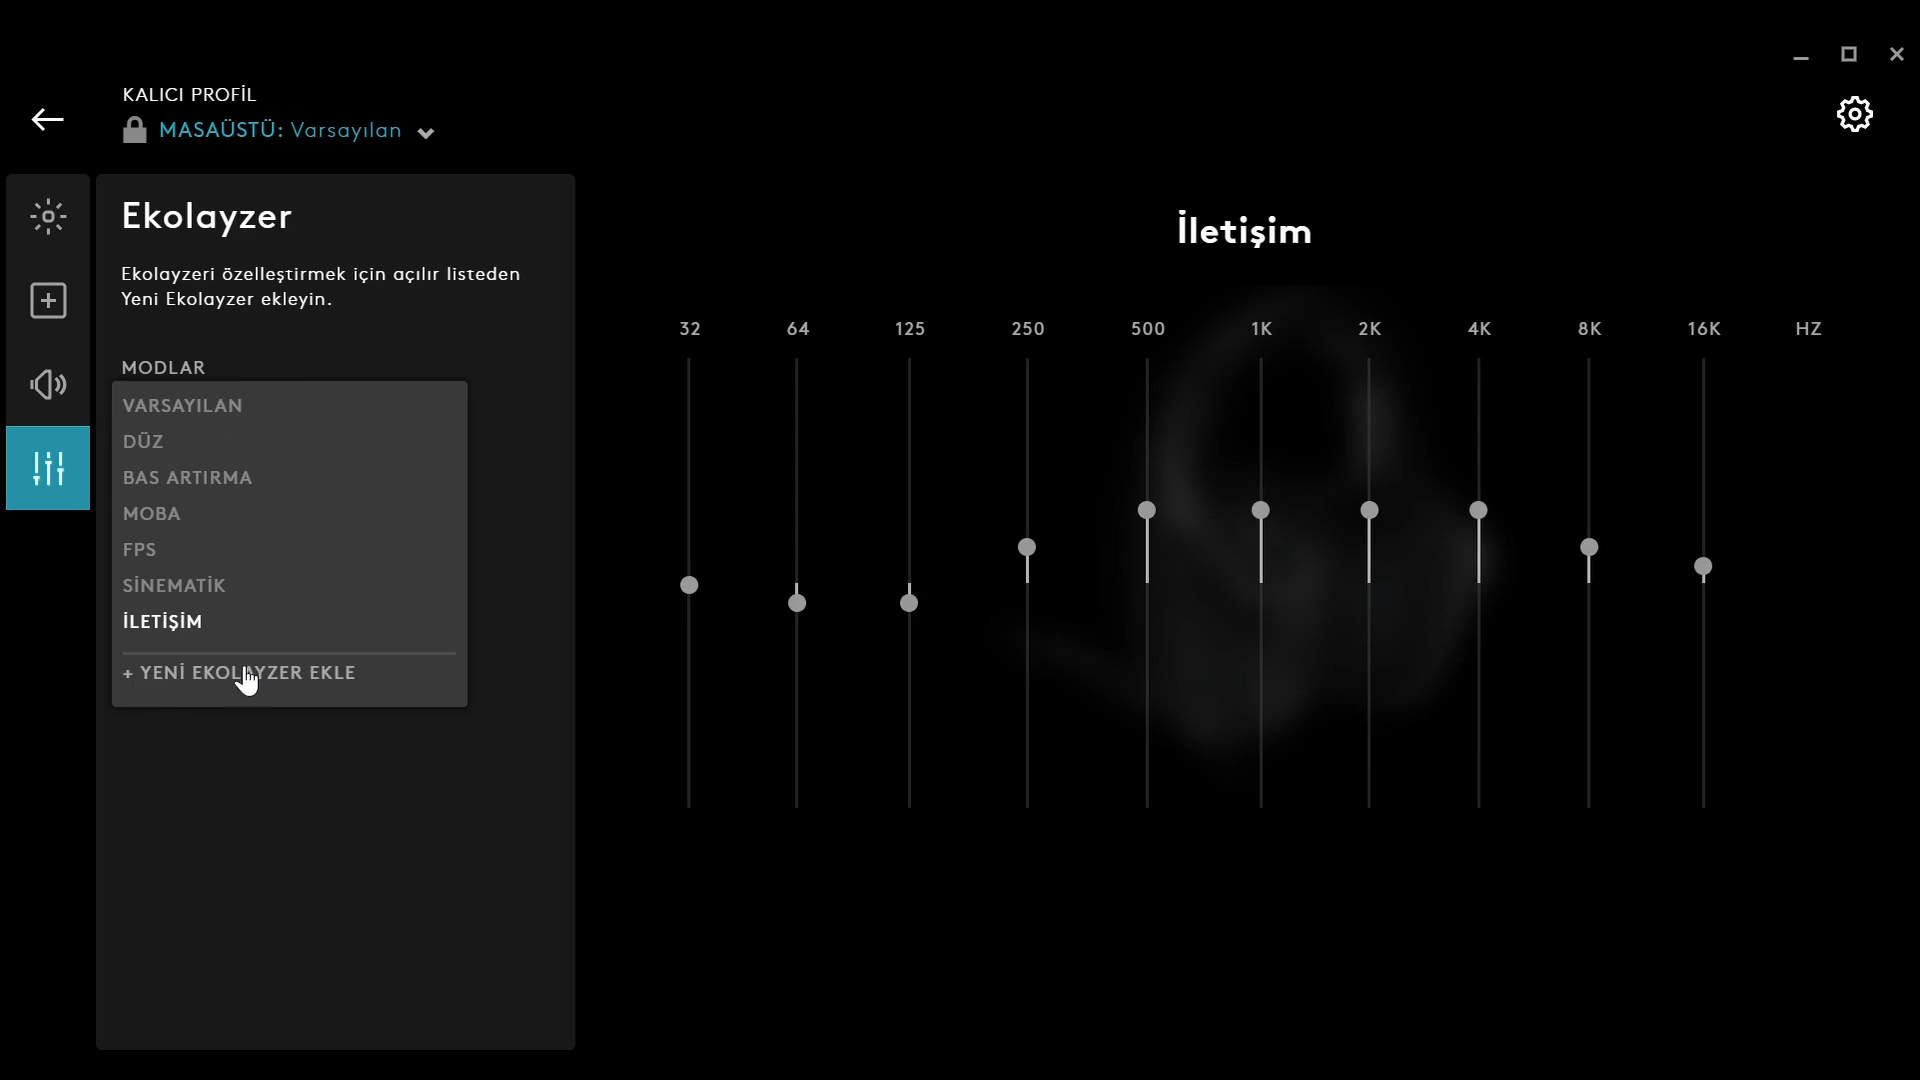 KALICI PROFİL
MASAÜSTÜ: Varsayılan
Ekolayzer
Ekolayzeri özelleştirmek için açılır listeden
Yeni Ekolayzer ekleyin.
MODLAR
VARSAYILAN
DÜZ
BAS ARTIRMA
MOBA
FPS
SİNEMATİK
İLETİŞİM
+ YENİ EKOLAYZER EKLE
İletişim
32 64 125 250 500 1K 2K 4K 8K 16K HZ